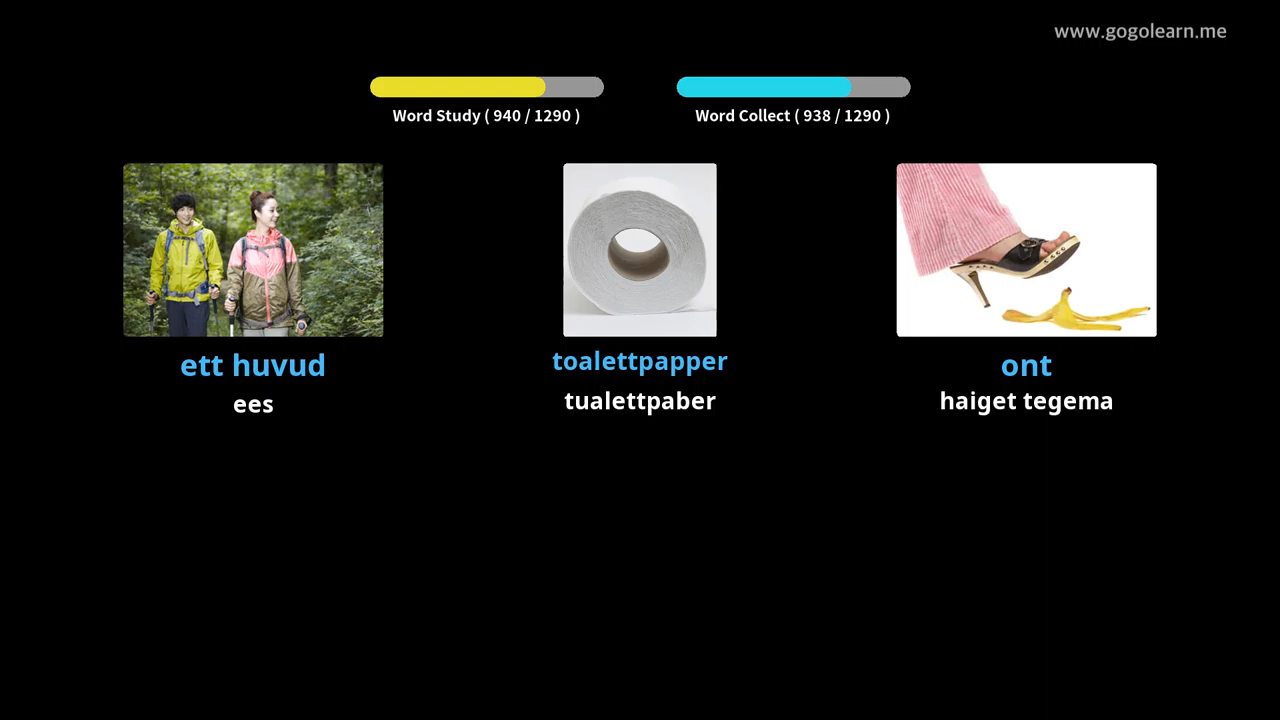 www.gogolearn.me
Word Study ( 940 / 1290 )
Word Collect ( 938 / 1290 )
ett huvud
ees
toalettpapper
tualettpaber
ont
haiget tegema